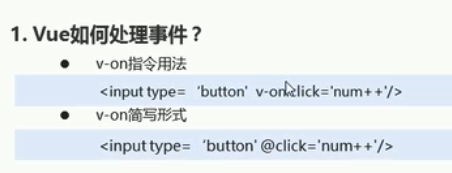 1. Vue如何处理事件？
● v-on指令用法
<input type= 'button' v-on:click='num++'/>
● v-on简写形式
<input type= 'button' @click='num++'/>